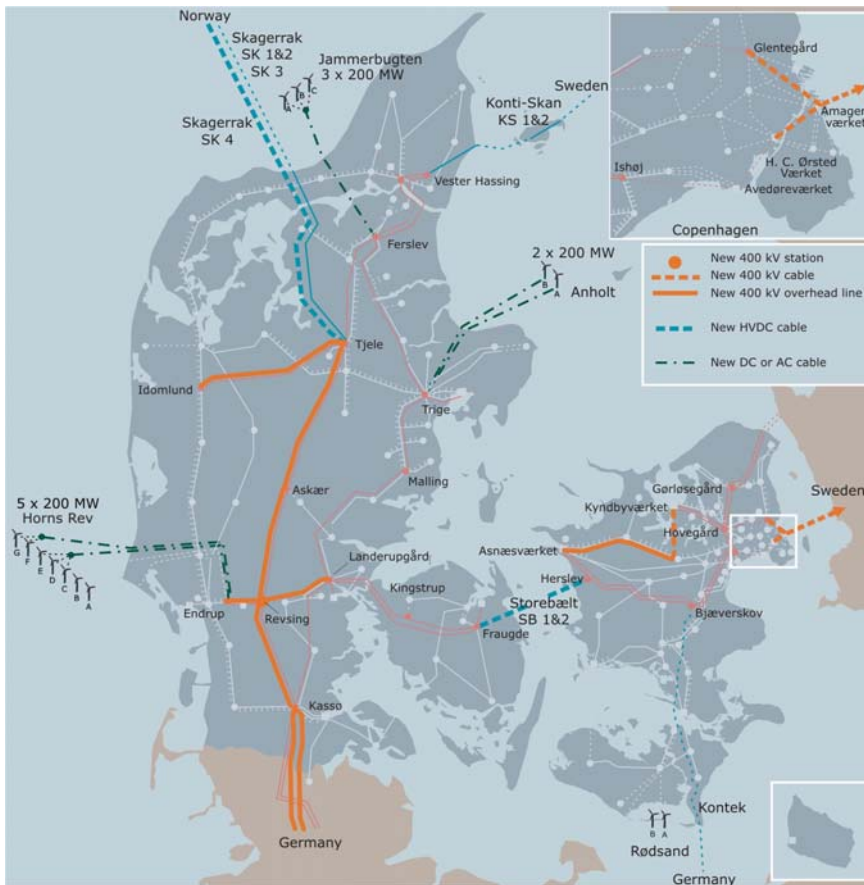 Norway
Skagerrak
SK 1&2
SK 3
Jammerbugten
3 x 200 MW
A
B
C
Skagerrak
SK 4
Konti-Skan
KS 1&2
Sweden
Vester Hassing
Ferslev
2 x 200 MW
B
A
Anholt
Tjele
Idomlund
Trige
Askær
Malling
5 x 200 MW
Horns Rev
G
F
E
D
C
B
A
Landerupgård
Endrup
Revsing
Kingstrup
Fraugde
Kassø
Germany
Gørløsegård
Kyndbyværket
Hovegård
Sweden
Asnæsværket
Herslev
Storebælt
SB 1&2
Bjæverskov
Kontek
B
A
Rødsand
Germany
Glentegård
Amager
værket
H. C. Ørsted
Værket
Ishøj
Avedøreværket
Copenhagen
New 400 kV station
New 400 kV cable
New 400 kV overhead line
New HVDC cable
New DC or AC cable